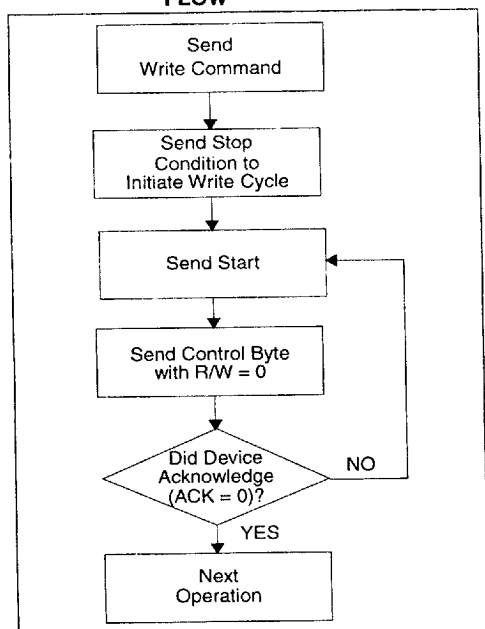 FLOW
Send
Write Command
Send Stop
Condition to
Initiate Write Cycle
Send Start
Send Control Byte
with R/W = 0
Did Device
Acknowledge
(ACK = 0)?
NO
YES
Next
Operation